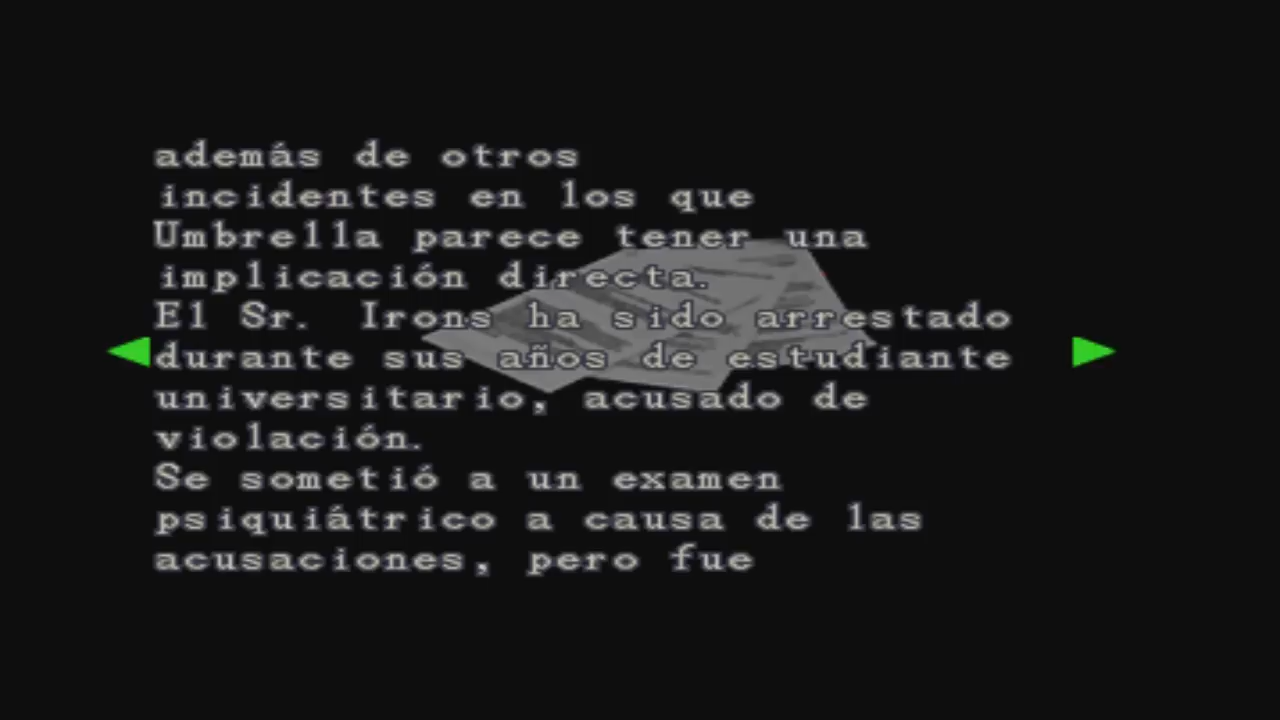 además de otros
incidentes en los que
Umbrella parece tener una
implicación directa.
El Sr. Irons ha sido arrestado
durante sus años de estudiante
universitario, acusado de
violación.
Se sometió a un examen
psiquiátrico a causa de las
acusaciones, pero fue